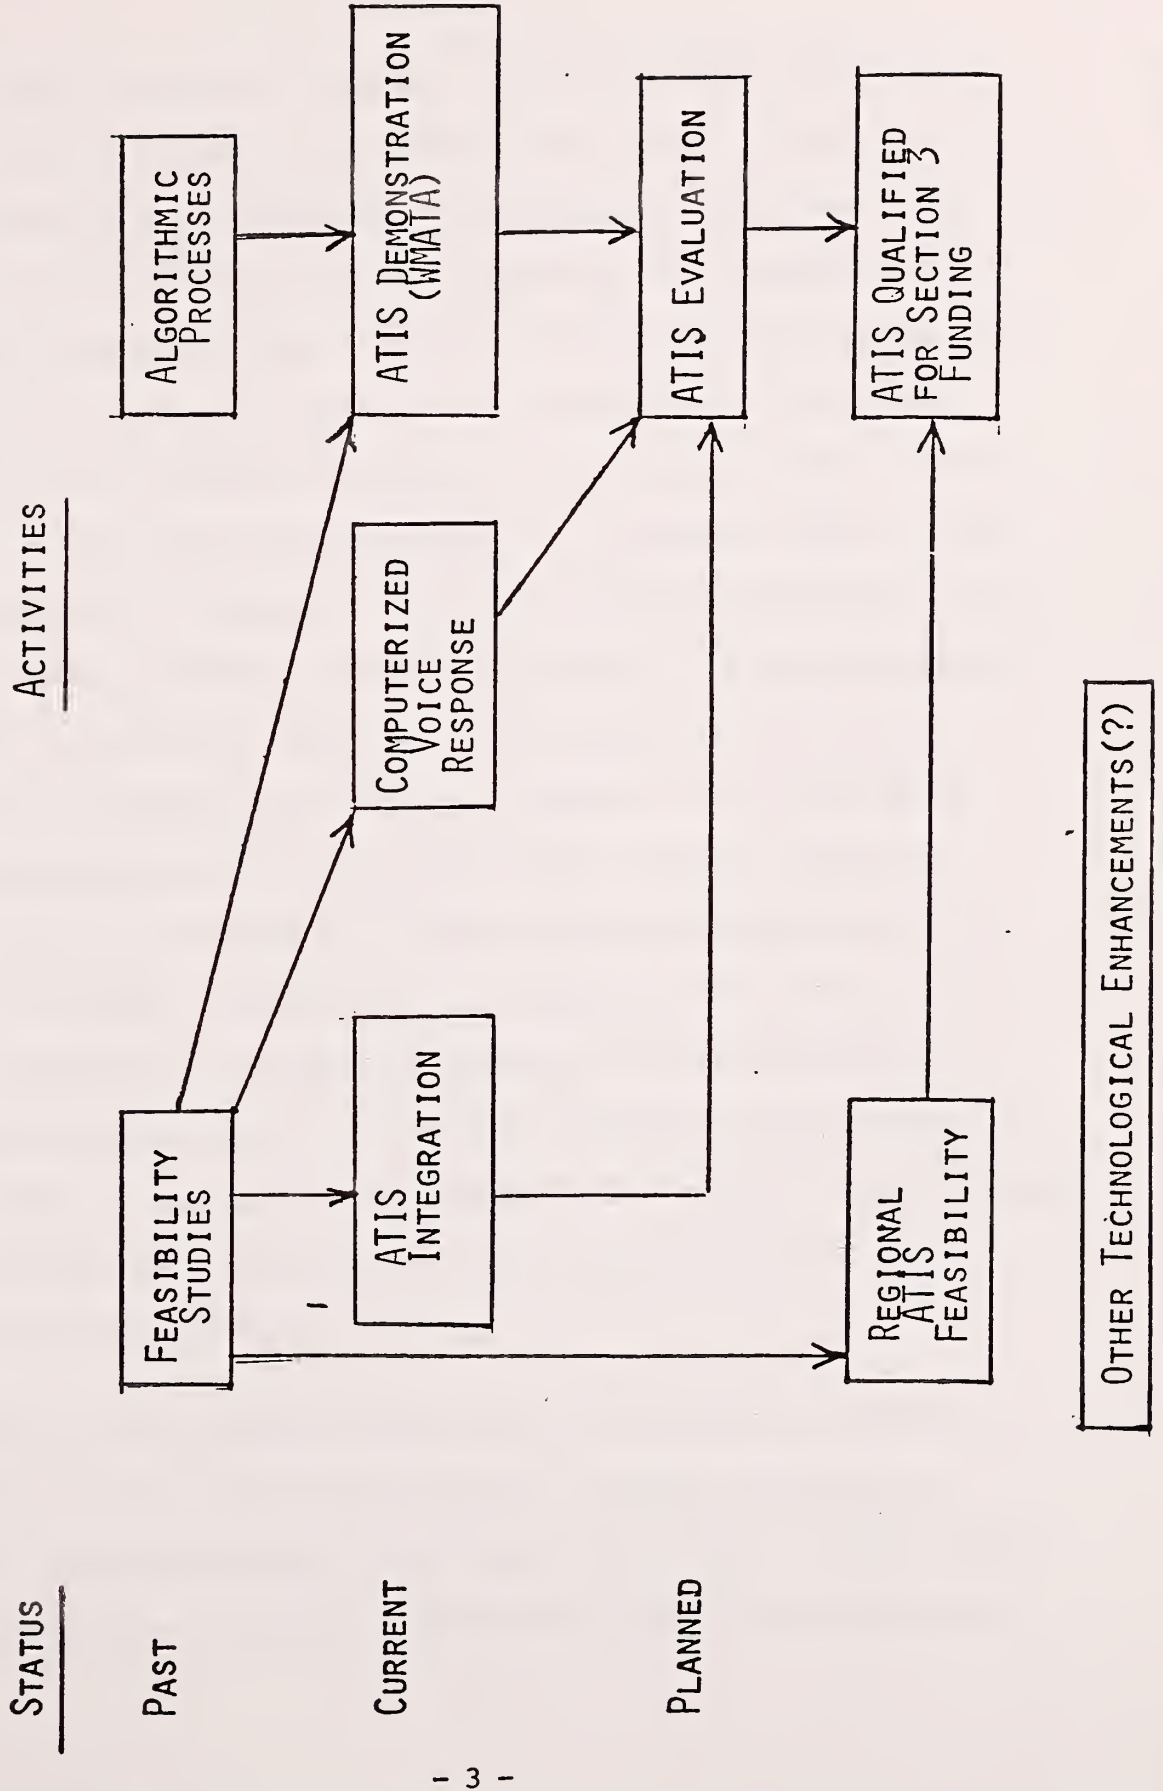 STATUS
ACTIVITIES
PAST
FEASIBILITY
STUDIES
ALGORITHMIC
PROCESSES
CURRENT
ATIS
INTEGRATION
COMPUTERIZED
VOICE
RESPONSE
ATIS DEMONSTRATION
(WMATA)
PLANNED
ATIS EVALUATION
REGIONAL
ATIS
FEASIBILITY
ATIS QUALIFIED
FOR SECTION 3
FUNDING
OTHER TECHNOLOGICAL ENHANCEMENTS(?)
- 3 -